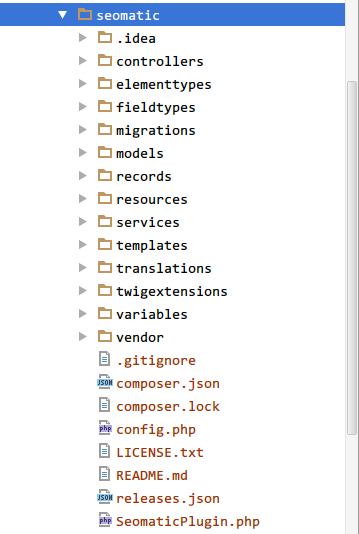 seomatic
.idea
controllers
elementtypes
fieldtypes
migrations
models
records
resources
services
templates
translations
twigextensions
variables
vendor
.gitignore
JSON composer.json
composer.lock
php config.php
LICENSE.txt
README.md
JSON releases.json
php SeomaticPlugin.php